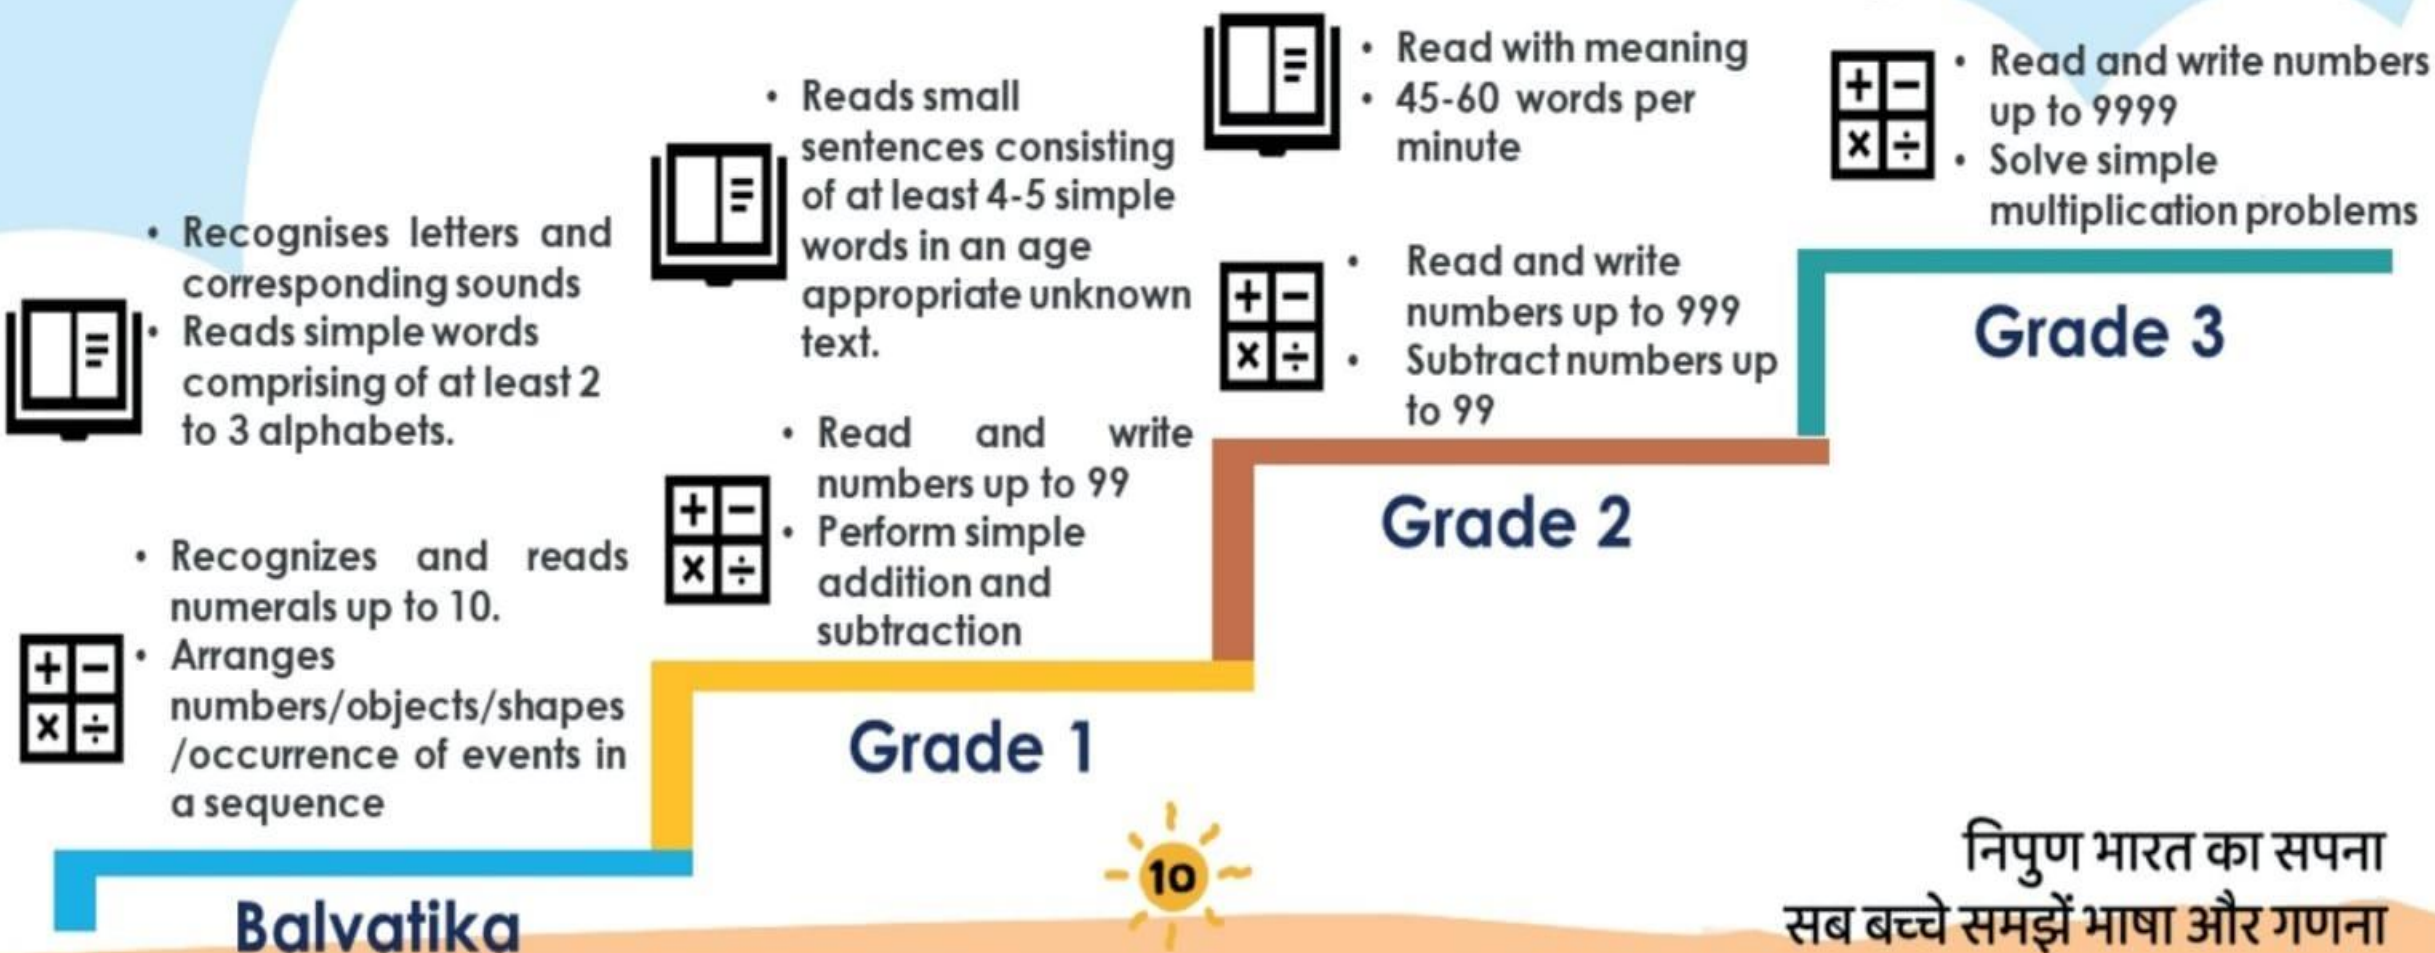 • Recognises letters and
corresponding sounds
• Reads simple words
comprising of at least 2
to 3 alphabets.
• Recognizes and reads
numerals up to 10.
• Arranges
numbers/objects/shapes
/occurrence of events in
a sequence
Balvatika
• Reads small
sentences consisting
of at least 4-5 simple
words in an age
appropriate unknown
text.
• Read and write
numbers up to 99
• Perform simple
addition and
subtraction
Grade 1
• Read with meaning
• 45-60 words per
minute
• Read and write
numbers up to 999
• Subtract numbers up
to 99
Grade 2
• Read and write numbers
up to 9999
• Solve simple
multiplication problems
Grade 3
10
निपुण भारत का सपना
सब बच्चे समझें भाषा और गणना